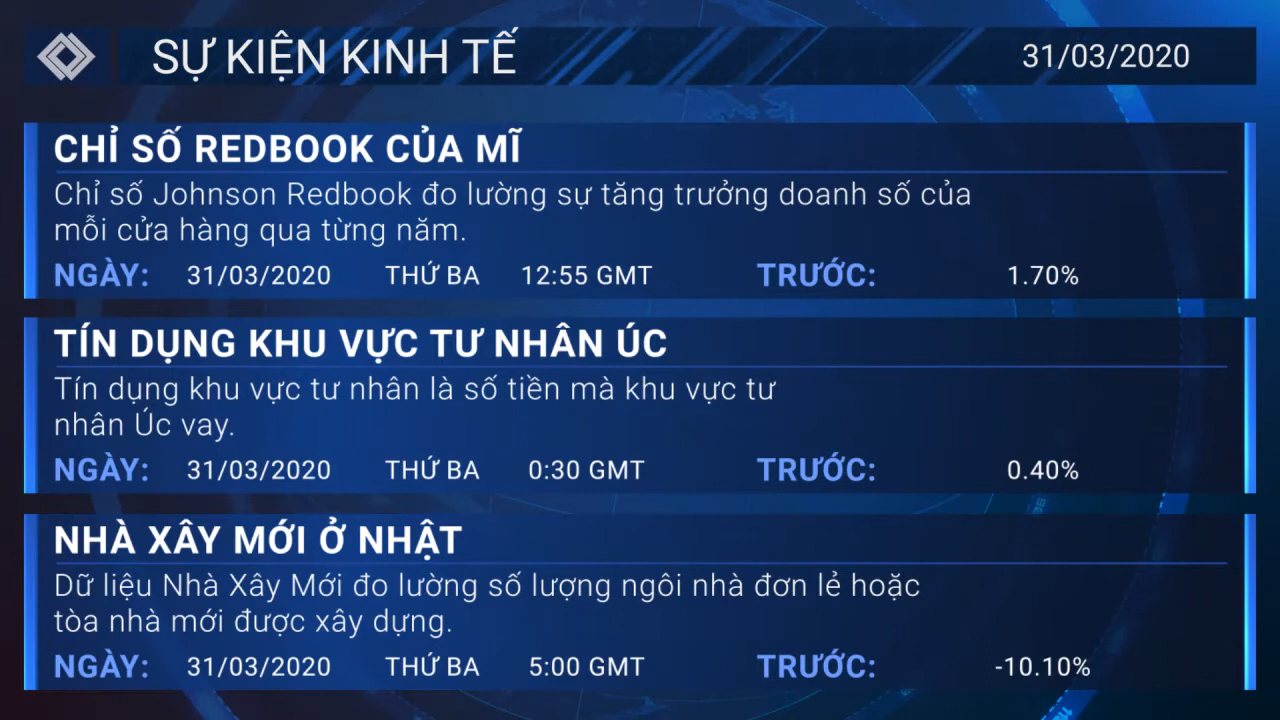 SỰ KIỆN KINH TẾ 31/03/2020
CHỈ SỐ REDBOOK CỦA MĨ
Chỉ số Johnson Redbook đo lường sự tăng trưởng doanh số của
mỗi cửa hàng qua từng năm.
NGÀY: 31/03/2020 THỨ BA 12:55 GMT TRƯỚC: 1.70%
TÍN DỤNG KHU VỰC TƯ NHÂN ÚC
Tín dụng khu vực tư nhân là số tiền mà khu vực tư
nhân Úc vay.
NGÀY: 31/03/2020 THỨ BA 0:30 GMT TRƯỚC: 0.40%
NHÀ XÂY MỚI Ở NHẬT
Dữ liệu Nhà Xây Mới đo lường số lượng ngôi nhà đơn lẻ hoặc
tòa nhà mới được xây dựng.
NGÀY: 31/03/2020 THỨ BA 5:00 GMT TRƯỚC: -10.10%